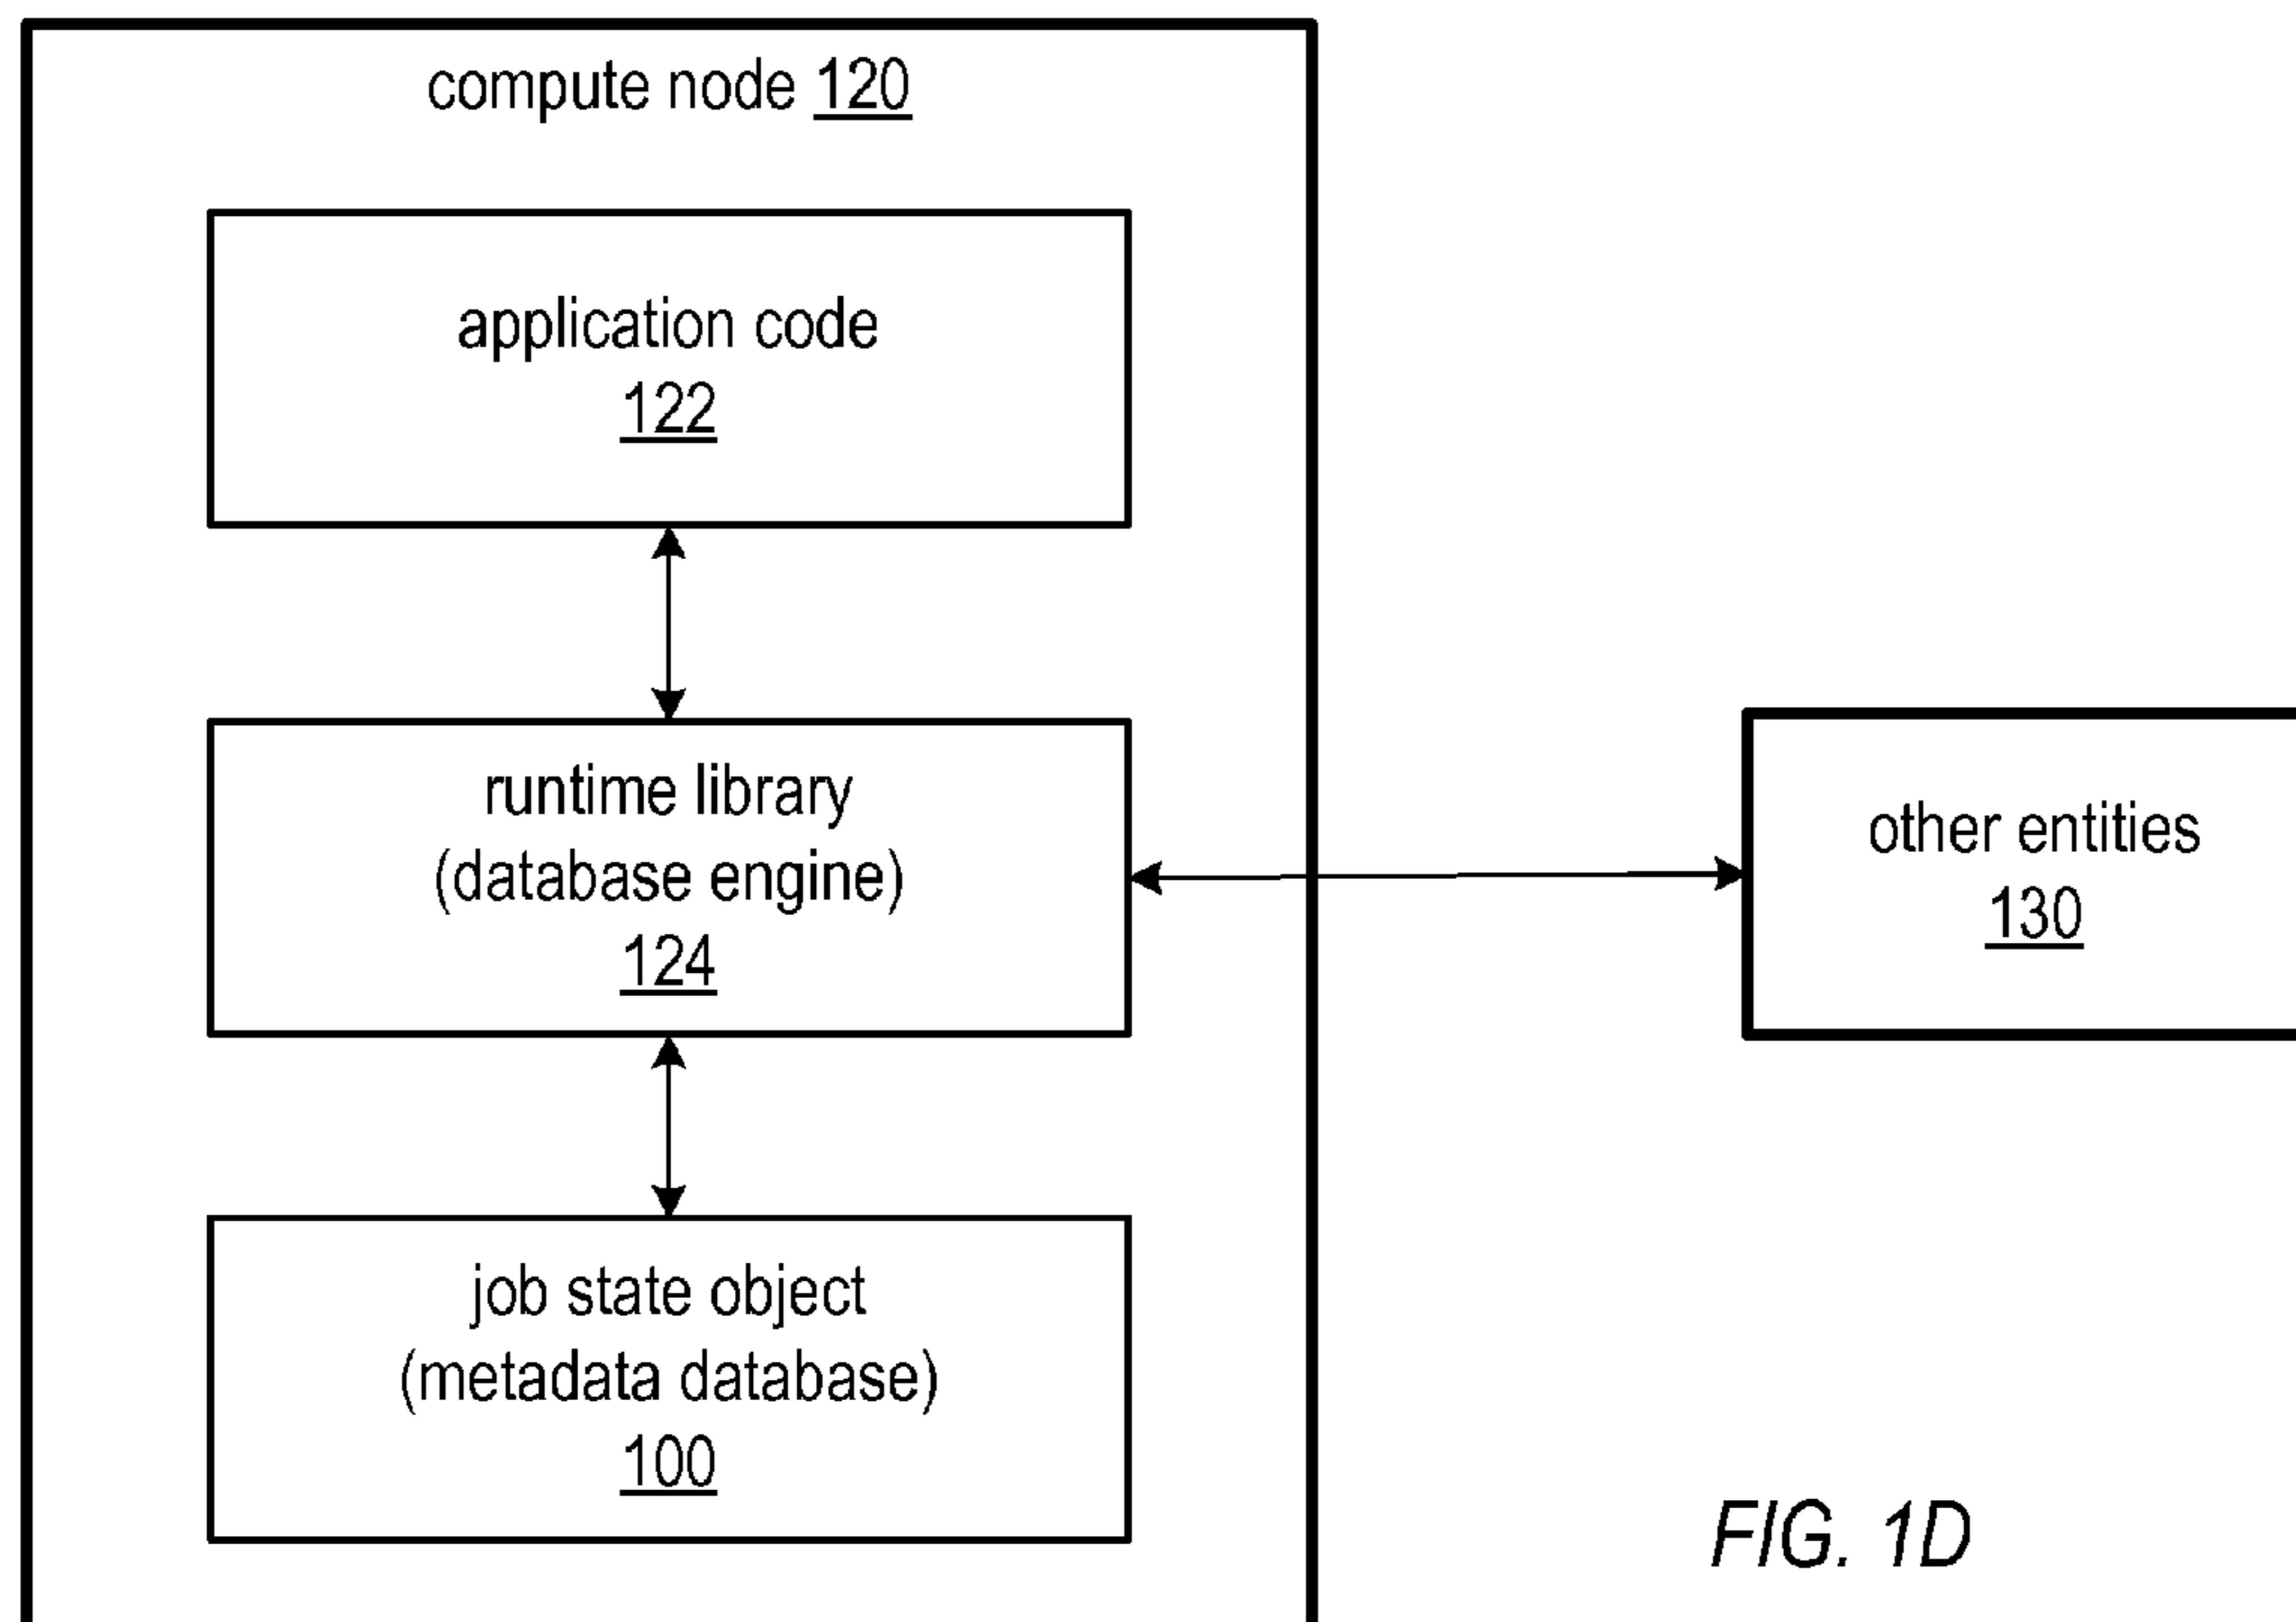 compute node 120
application code
122
runtime library
(database engine)
124
other entities
130
job state object
(metadata database)
100
FIG. 1D